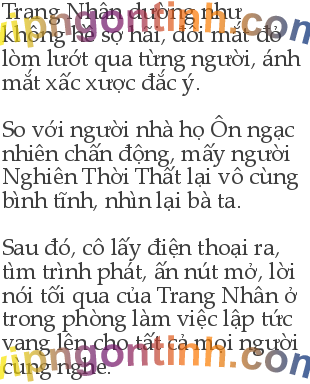 Trang Nhân dường như
không hề sợ hãi, đôi mắt đỏ
lòm lướt qua từng người, ánh
mắt xấc xược đắc ý.
So với người nhà họ Ôn ngạc
nhiên chấn động, mấy người
Nghiên Thời Thất lại vô cùng
bình tĩnh, nhìn lại bà ta.
Sau đó, cô lấy điện thoại ra,
tìm trình phát, ấn nút mở, lời
nói tối qua của Trang Nhân ở
trong phòng làm việc lập tức
vang lên cho tất cả mọi người
cùng nghe.